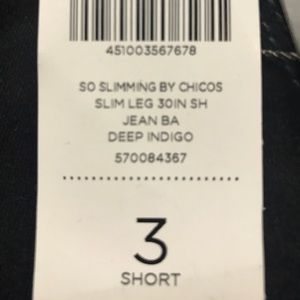 451003567678
SO SLIMMING BY CHICOS
SLIM LEG 30IN SH
JEAN BA
DEEP INDIGO
570084367
3
SHORT